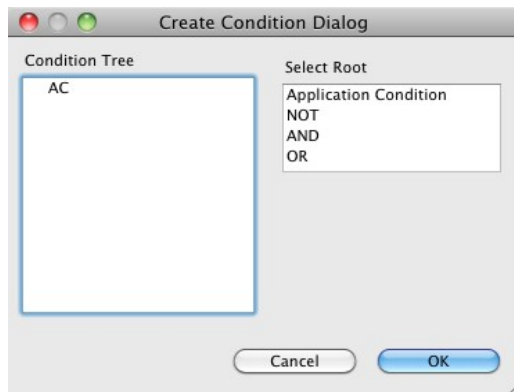 Create Condition Dialog
Condition Tree
AC
Select Root
Application Condition
NOT
AND
OR
Cancel
OK